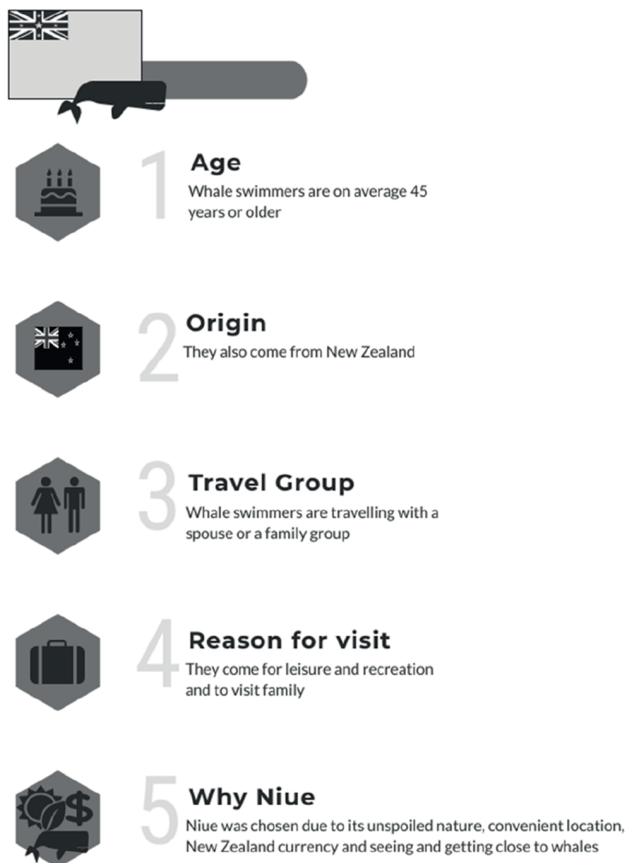 1
Age
Whale swimmers are on average 45
years or older
2
Origin
They also come from New Zealand
3
Travel Group
Whale swimmers are travelling with a
spouse or a family group
4
Reason for visit
They come for leisure and recreation
and to visit family
$
5
Why Niue
Niue was chosen due to its unspoiled nature, convenient location,
New Zealand currency and seeing and getting close to whales